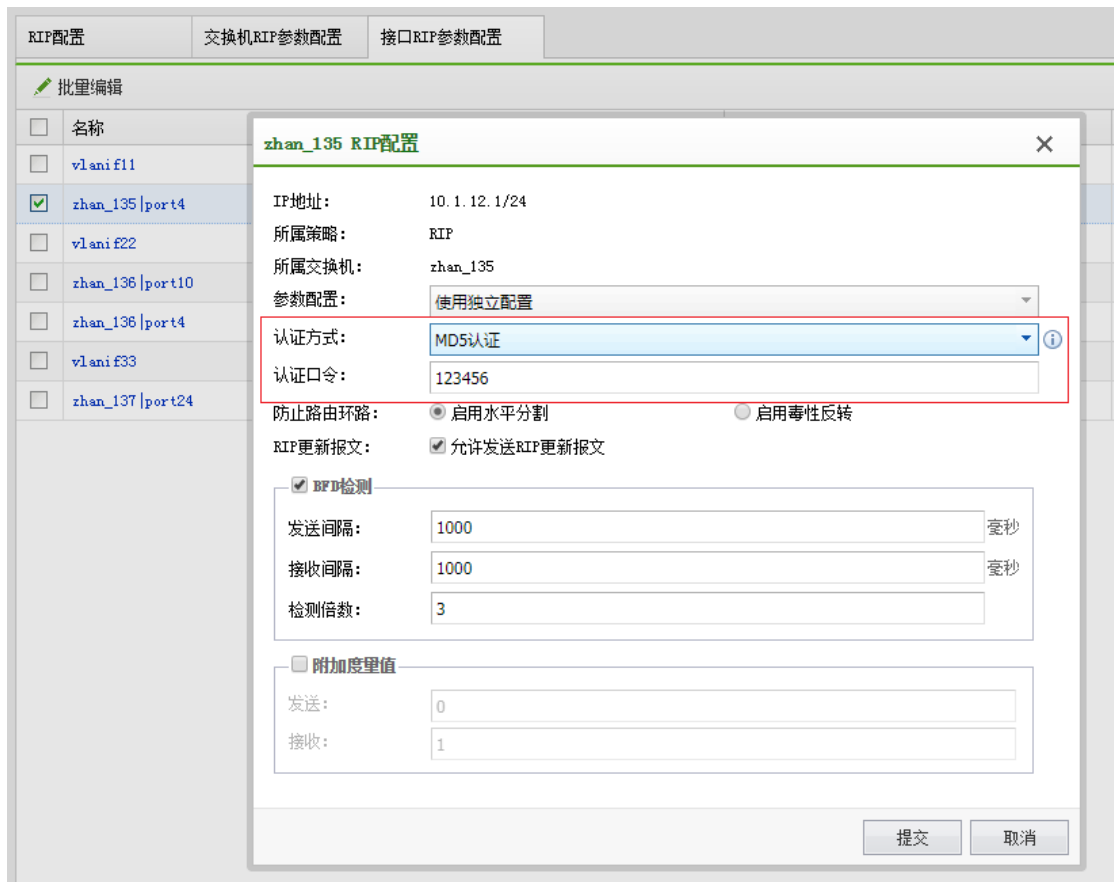 RIP配置 交换机RIP参数配置 接口RIP参数配置
批量编辑
名称
vlanif11
zhan_135|port4
vlanif22
zhan_136|port10
zhan_136|port4
vlanif33
zhan_137|port24
zhan_135 RIP配置
IP地址: 10.1.12.1/24
所属策略: RIP
所属交换机: zhan_135
参数配置: 使用独立配置
认证方式: MD5认证
认证口令: 123456
防止路由环路: 启用水平分割 启用毒性反转
RIP更新报文: 允许发送RIP更新报文
BFD检测
发送间隔: 1000 毫秒
接收间隔: 1000 毫秒
检测倍数: 3
附加度量值
发送: 0
接收: 1
提交 取消